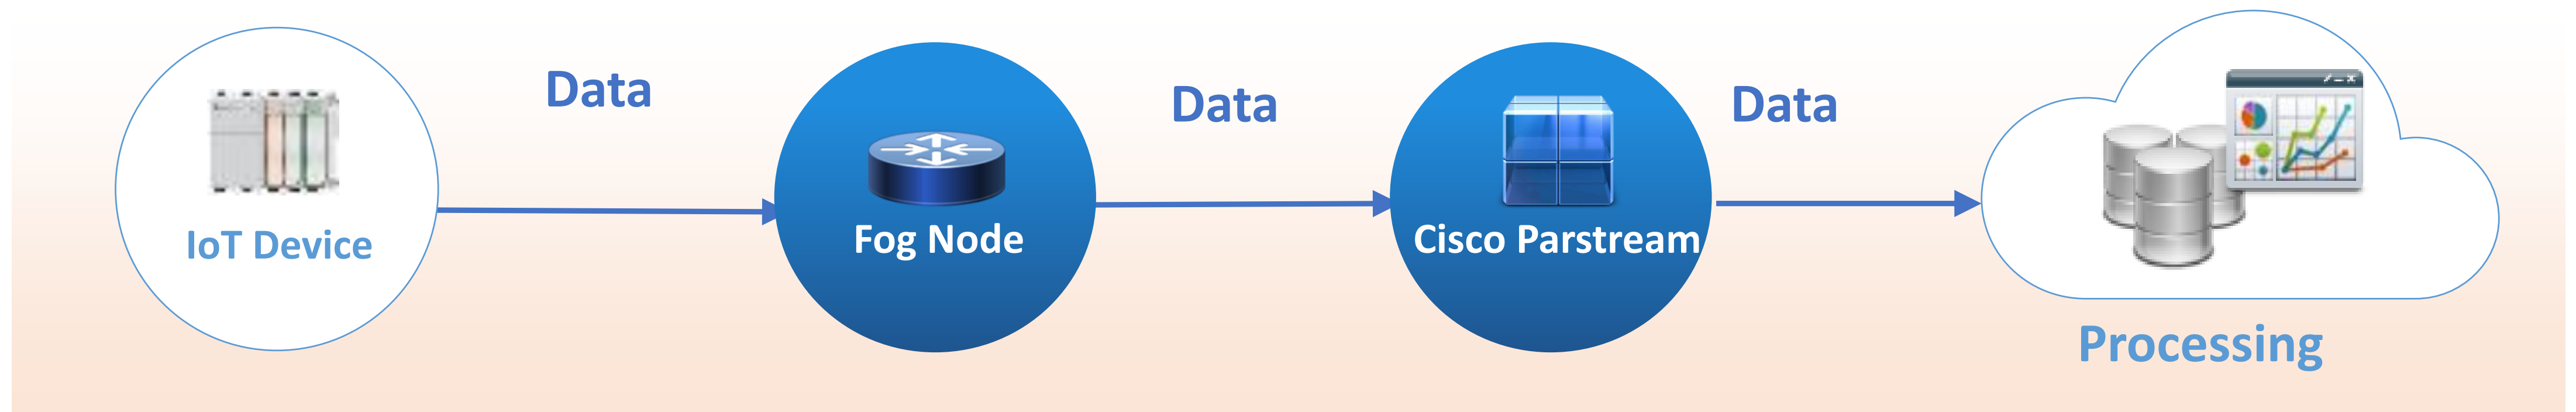 IoT Device
Data
Fog Node
Data
Cisco Parstream
Data
Processing